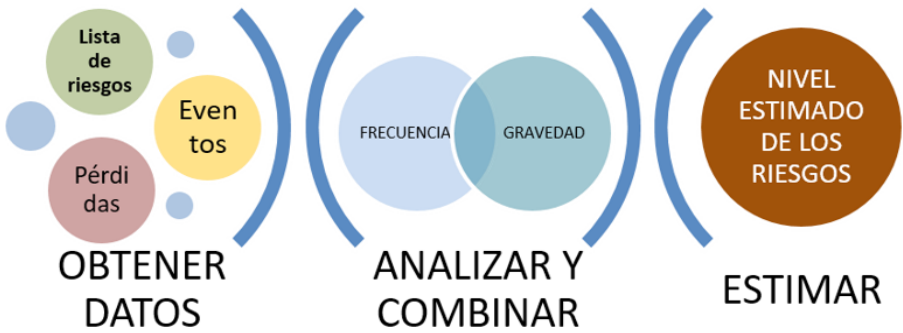 Lista
de
riesgos
Even
tos
Pérdi
das
OBTENER
DATOS
FRECUENCIA
GRAVEDAD
ANALIZAR Y
COMBINAR
NIVEL
ESTIMADO
DE LOS
RIESGOS
ESTIMAR